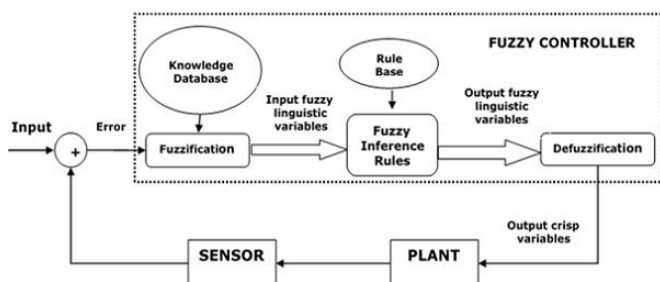 FUZZY CONTROLLER
Knowledge
Database
Rule
Base
Input fuzzy
linguistic
variables
Output fuzzy
linguistic
variables
Input
Error
+
Fuzzification
Fuzzy
Inference
Rules
Defuzzification
Output crisp
variables
SENSOR
PLANT